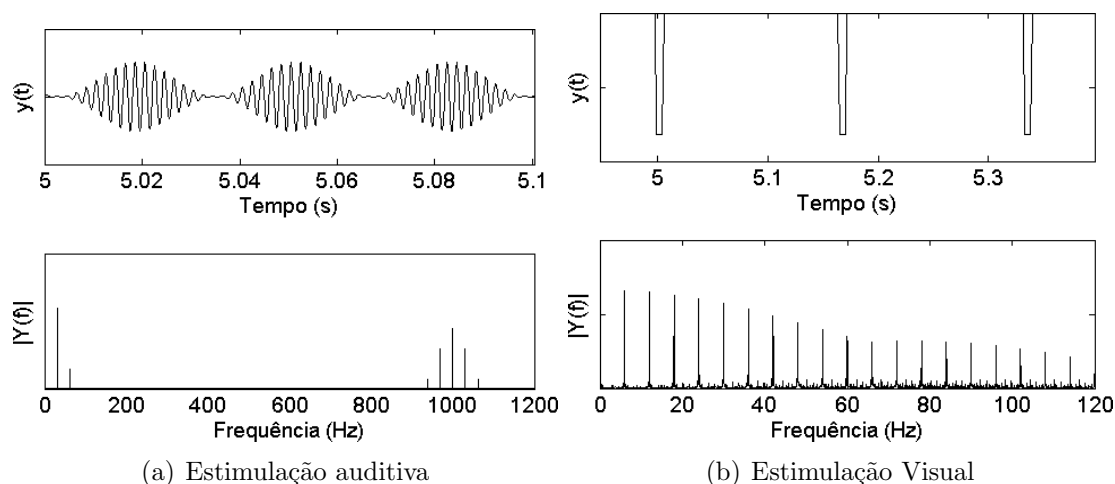 y(t)
5 5.02 5.04 5.06 5.08 5.1
Tempo (s)
|Y(f)|
0 200 400 600 800 1000 1200
Frequência (Hz)
(a) Estimulação auditiva
y(t)
5 5.1 5.2 5.3
Tempo (s)
|Y(f)|
0 20 40 60 80 100 120
Frequência (Hz)
(b) Estimulação Visual